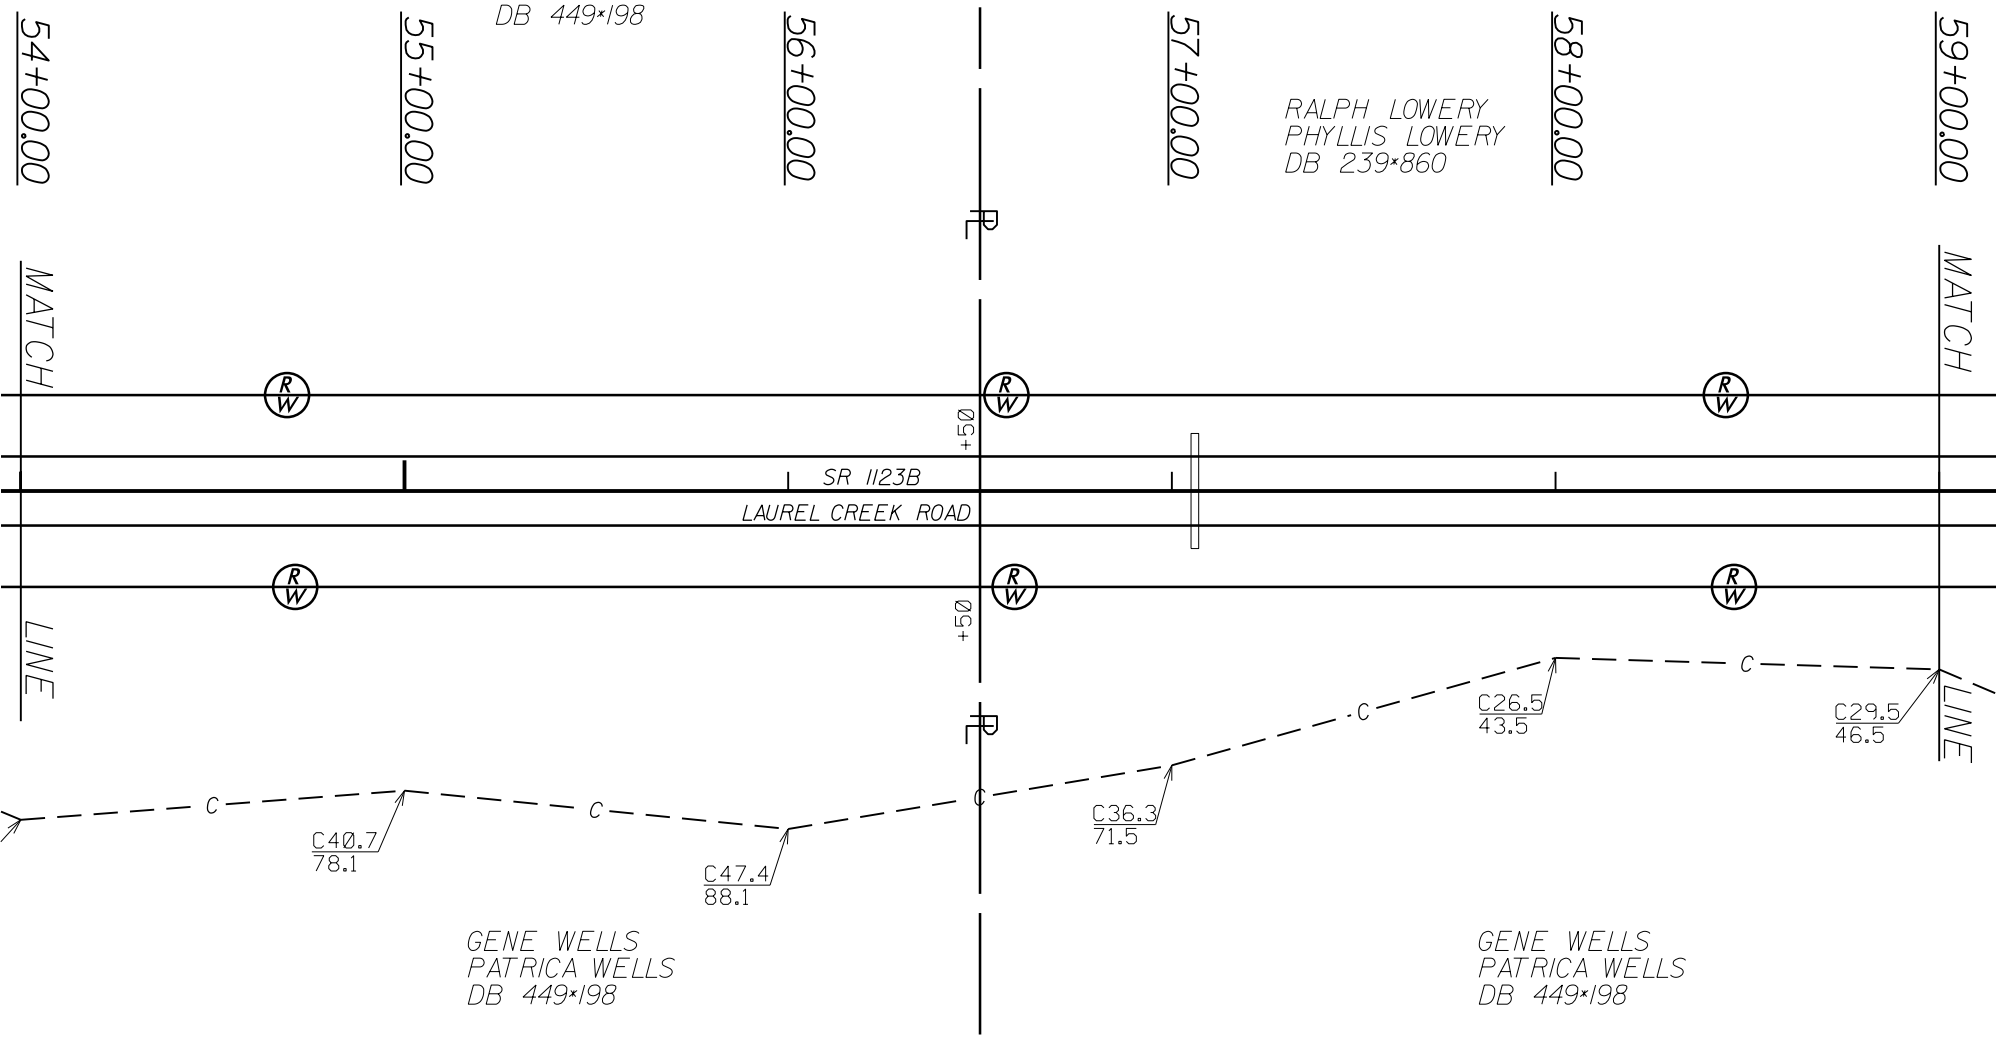 DB 449*198
54+00.00
55+00.00
56+00.00
57+00.00
58+00.00
59+00.00
RALPH LOWERY
PHYLLIS LOWERY
DB 239*860
PL
MATCH LINE
MATCH LINE
R
W
R
W
R
W
+50
SR 1123B
LAUREL CREEK ROAD
R
W
R
W
R
W
+50
PL
C
C
C
C
C
C26.5
43.5
C29.5
46.5
C36.3
71.5
C40.7
78.1
C47.4
88.1
GENE WELLS
PATRICA WELLS
DB 449*198
GENE WELLS
PATRICA WELLS
DB 449*198